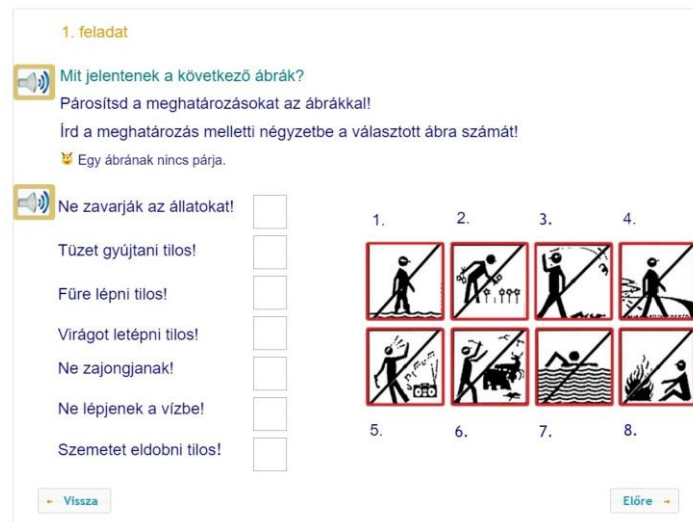 1. feladat
Mit jelentenek a következő ábrák?
Párosítsd a meghatározásokat az ábrákkal!
Írd a meghatározás melletti négyzetbe a választott ábra számát!
Egy ábrának nincs párja.
Ne zavarják az állatokat!
Tüzet gyújtani tilos!
Fűre lépni tilos!
Virágot letépni tilos!
Ne zajongjanak!
Ne lépjenek a vízbe!
Szemetet eldobni tilos!
1. 2. 3. 4.
5. 6. 7. 8.
← Vissza
Előre →